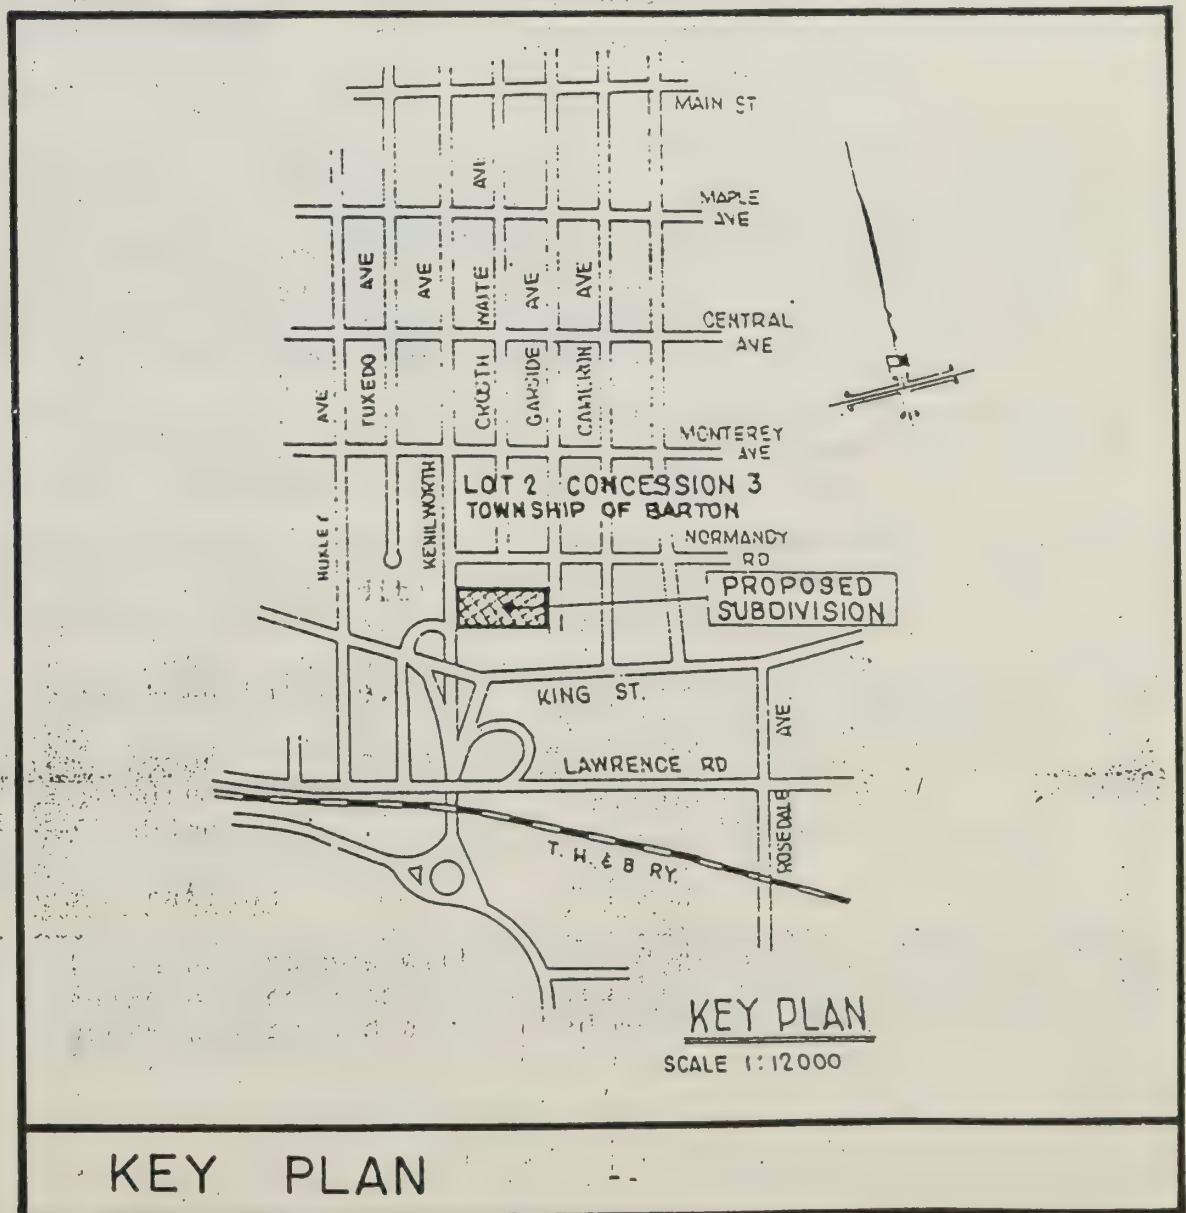 MAIN ST
MAPLE
AVE
AVE
AVE
AVE
AVE
AVE
CENTRAL
AVE
AVE
TUXEDO
CROSTHWAITE
GARSIDE
CAMERON
MONTEREY
AVE
HUXLEY
KENILWORTH
LOT 2 CONCESSION 3
TOWNSHIP OF BARTON
NORMANDY
RD
PROPOSED
SUBDIVISION
KING ST.
AVE.
ROSEDALE
LAWRENCE RD
T. H. & B RY.
KEY PLAN
SCALE 1:12000
KEY PLAN